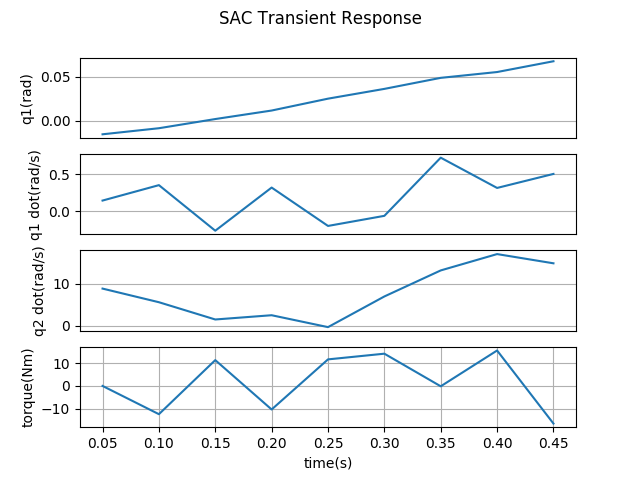 SAC Transient Response
q1(rad)
0.05
0.00
q1 dot(rad/s)
0.5
0.0
q2 dot(rad/s)
10
0
torque(Nm)
10
0
−10
0.05 0.10 0.15 0.20 0.25 0.30 0.35 0.40 0.45
time(s)